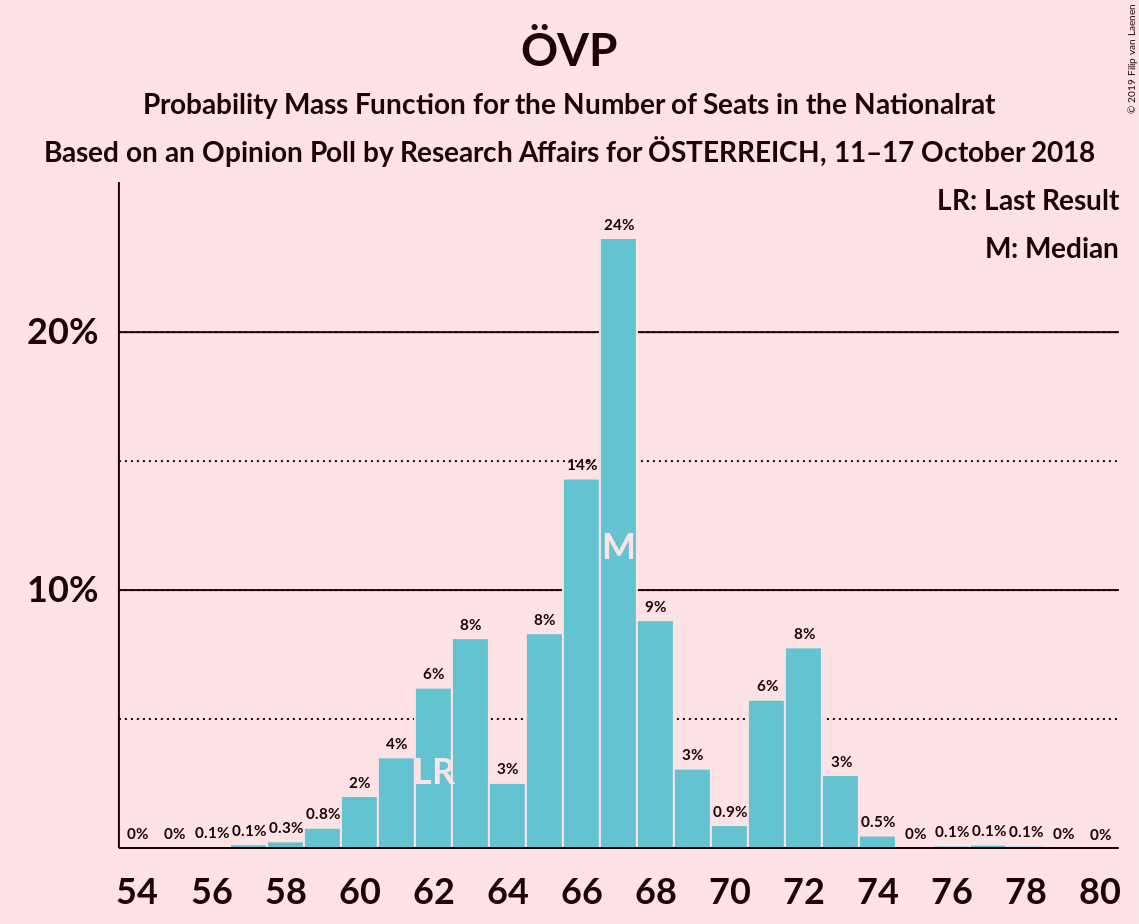 ÖVP
Probability Mass Function for the Number of Seats in the Nationalrat
Based on an Opinion Poll by Research Affairs for ÖSTERREICH, 11–17 October 2018
© 2019 Filip van Laenen
LR: Last Result
M: Median
20%
10%
0% 0% 0.1% 0.1% 0.3% 0.8% 2% 4% 6% 8% 3% 8% 14% 24% 9% 3% 0.9% 6% 8% 3% 0.5% 0% 0.1% 0.1% 0.1% 0% 0%
LR
M
54 56 58 60 62 64 66 68 70 72 74 76 78 80